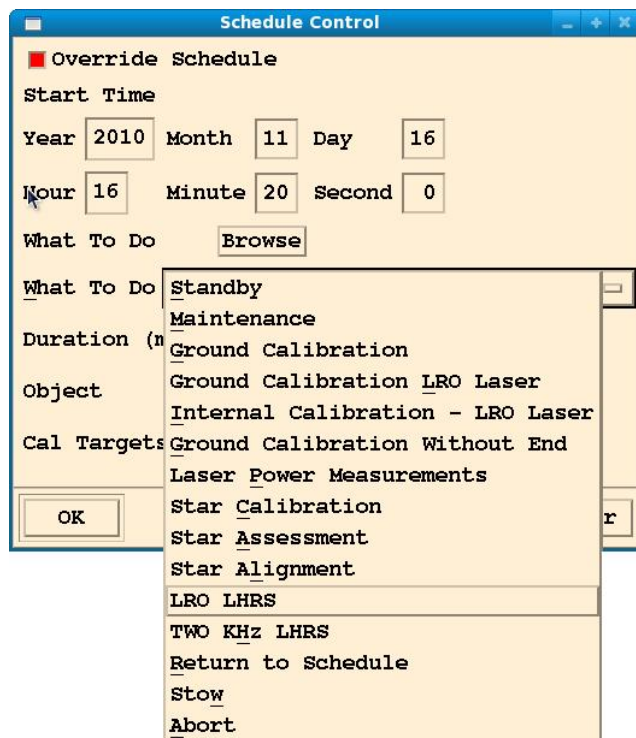 Schedule Control
Override Schedule
Start Time
Year 2010 Month 11 Day 16
Hour 16 Minute 20 Second 0
What To Do Browse
What To Do Standby
Maintenance
Duration (m
Ground Calibration
Object
Ground Calibration LRO Laser
Internal Calibration - LRO Laser
Cal Targets Ground Calibration Without End
Laser Power Measurements
OK
Star Calibration
r
Star Assessment
Star Alignment
LRO LHRS
TWO KHz LHRS
Return to Schedule
Stow
Abort